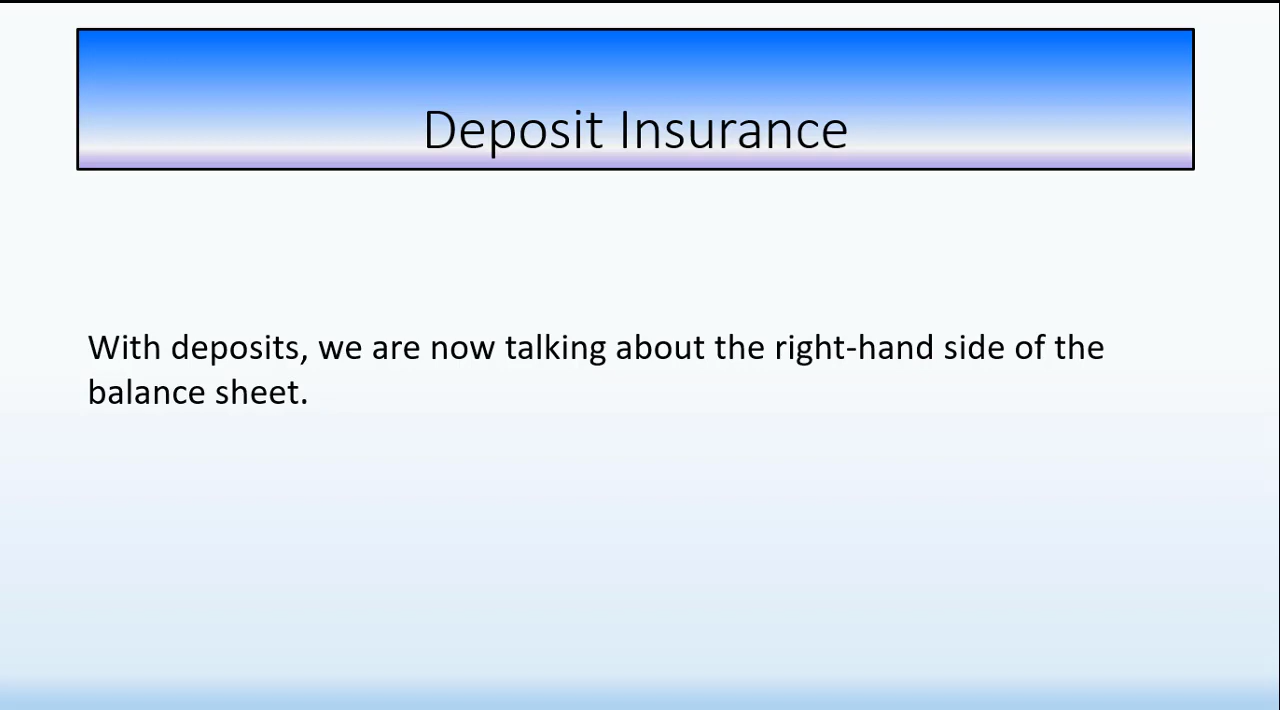 Deposit Insurance
With deposits, we are now talking about the right-hand side of the
balance sheet.